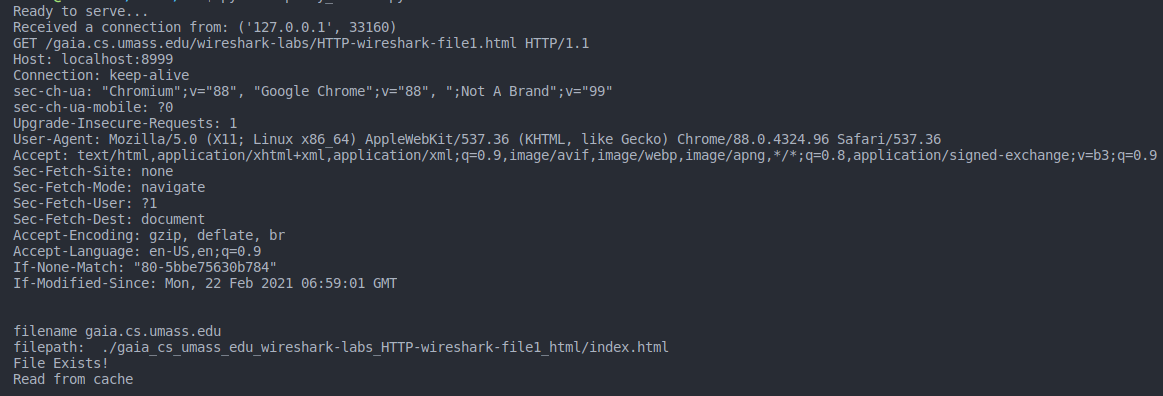 Ready to serve...
Received a connection from: ('127.0.0.1', 33160)
GET /gaia.cs.umass.edu/wireshark-labs/HTTP-wireshark-file1.html HTTP/1.1
Host: localhost:8999
Connection: keep-alive
sec-ch-ua: "Chromium";v="88", "Google Chrome";v="88", ";Not A Brand";v="99"
sec-ch-ua-mobile: ?0
Upgrade-Insecure-Requests: 1
User-Agent: Mozilla/5.0 (X11; Linux x86_64) AppleWebKit/537.36 (KHTML, like Gecko) Chrome/88.0.4324.96 Safari/537.36
Accept: text/html,application/xhtml+xml,application/xml;q=0.9,image/avif,image/webp,image/apng,*/*;q=0.8,application/signed-exchange;v=b3;q=0.9
Sec-Fetch-Site: none
Sec-Fetch-Mode: navigate
Sec-Fetch-User: ?1
Sec-Fetch-Dest: document
Accept-Encoding: gzip, deflate, br
Accept-Language: en-US,en;q=0.9
If-None-Match: "80-5bbe75630b784"
If-Modified-Since: Mon, 22 Feb 2021 06:59:01 GMT
filename gaia.cs.umass.edu
filepath:  ./gaia_cs_umass_edu_wireshark-labs_HTTP-wireshark-file1_html/index.html
File Exists!
Read from cache